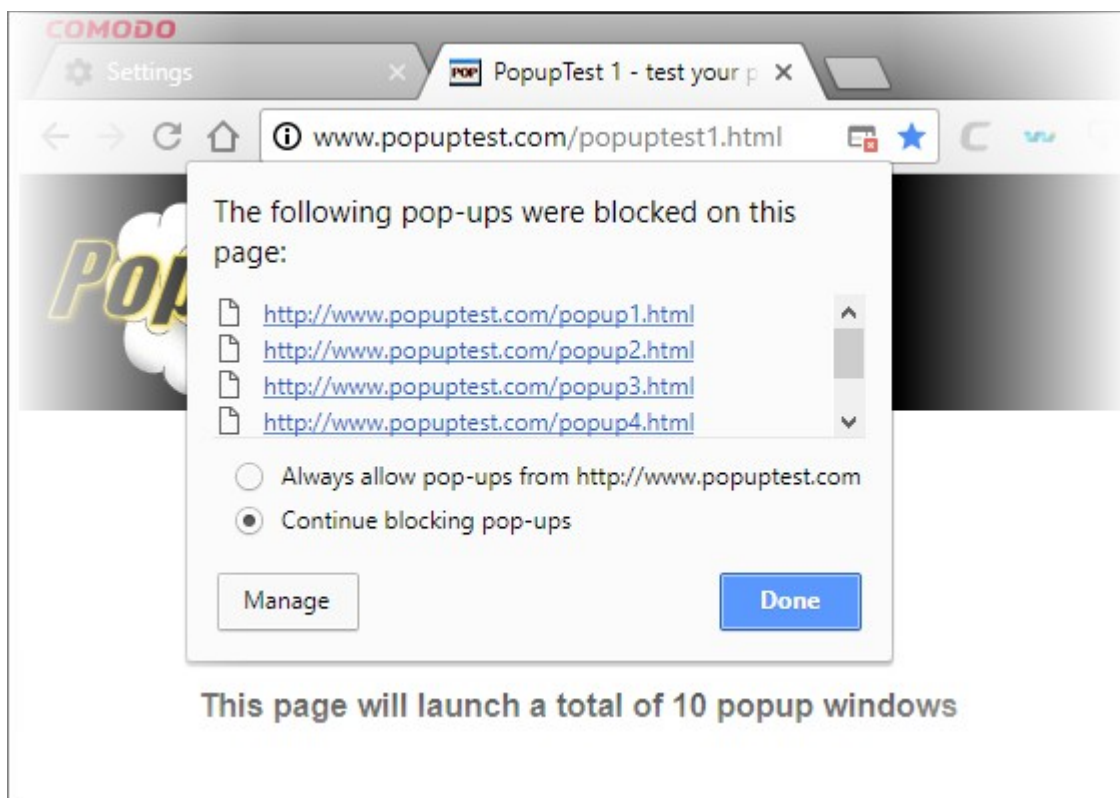 COMODO
Settings
PopupTest 1 - test your p
www.popuptest.com/popuptest1.html
The following pop-ups were blocked on this
page:
Pop
http://www.popuptest.com/popup1.html
http://www.popuptest.com/popup2.html
http://www.popuptest.com/popup3.html
http://www.popuptest.com/popup4.html
Always allow pop-ups from http://www.popuptest.com
Continue blocking pop-ups
Manage
Done
This page will launch a total of 10 popup windows